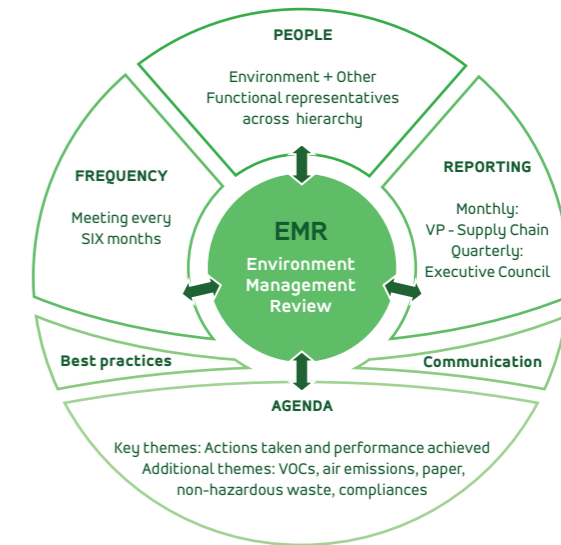 PEOPLE
Environment + Other
Functional representatives
across hierarchy
FREQUENCY
Meeting every
SIX months
REPORTING
Monthly:
VP - Supply Chain
Quarterly:
Executive Council
EMR
Environment
Management
Review
Best practices
Communication
AGENDA
Key themes: Actions taken and performance achieved
Additional themes: VOCs, air emissions, paper,
non-hazardous waste, compliances